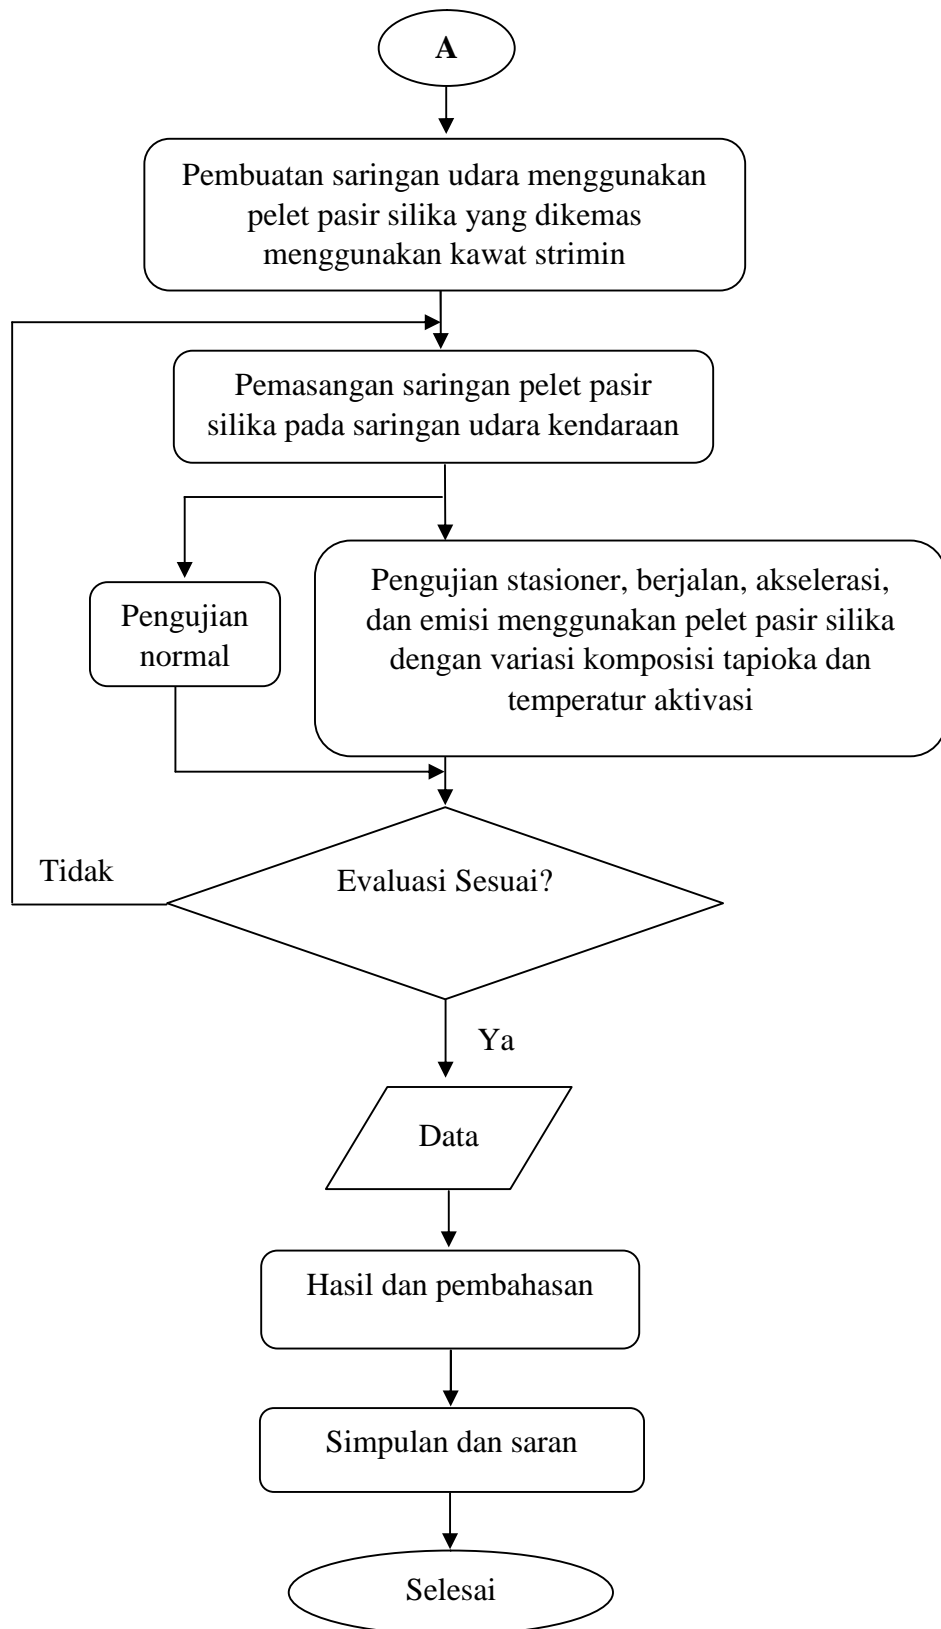 A
Pembuatan saringan udara menggunakan
pelet pasir silika yang dikemas
menggunakan kawat strimin
Pemasangan saringan pelet pasir
silika pada saringan udara kendaraan
Pengujian
normal
Pengujian stasioner, berjalan, akselerasi,
dan emisi menggunakan pelet pasir silika
dengan variasi komposisi tapioka dan
temperatur aktivasi
Tidak
Evaluasi Sesuai?
Ya
Data
Hasil dan pembahasan
Simpulan dan saran
Selesai